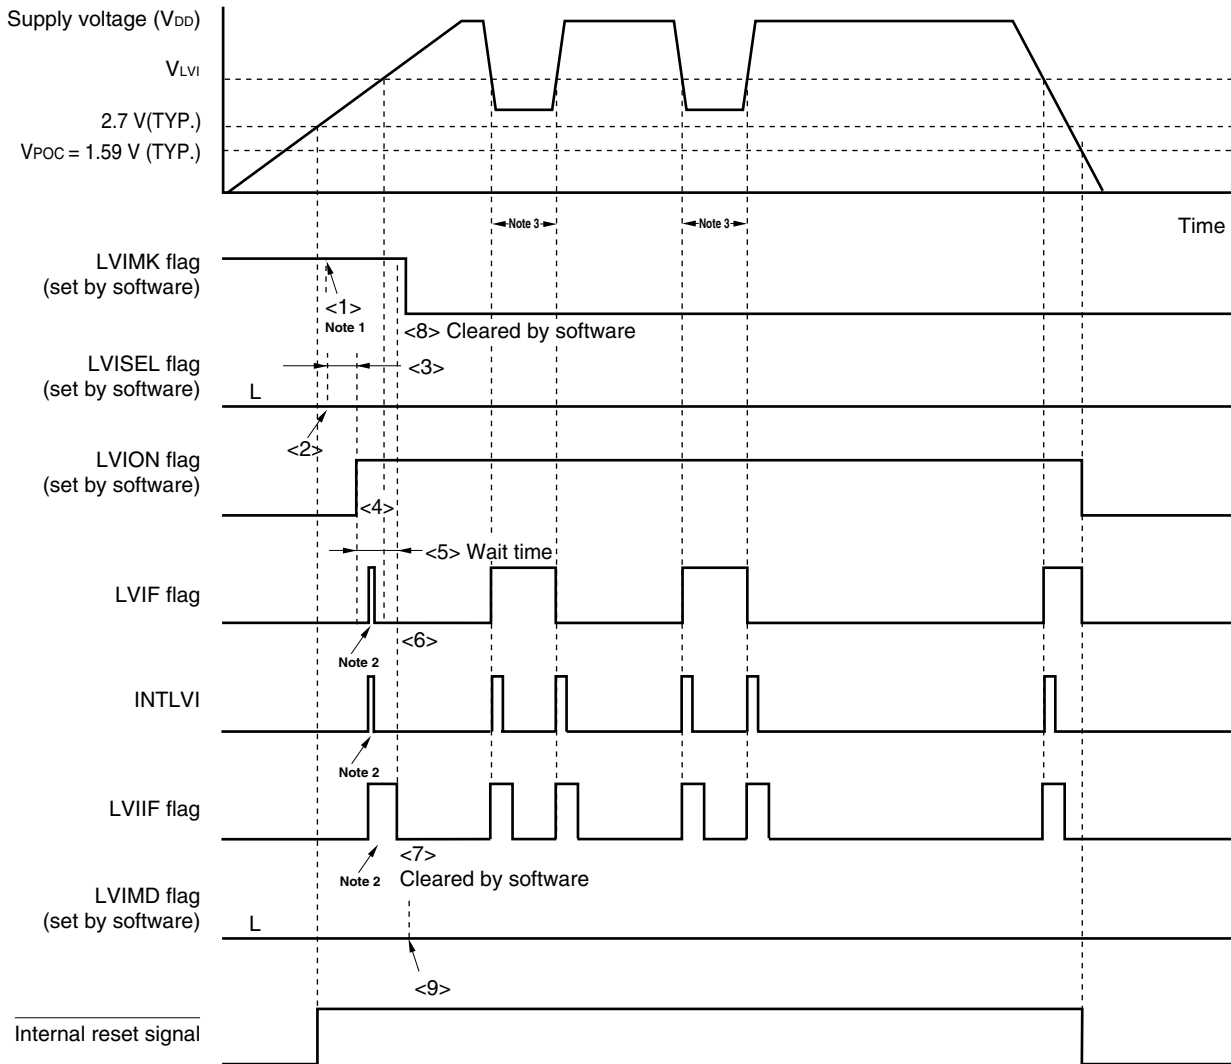 Supply voltage (VDD)
VLVI
2.7 V(TYP.)
VPOC = 1.59 V (TYP.)
Note 3
Note 3
Time
LVIMK flag
(set by software)
<1>
Note 1
<8> Cleared by software
LVISEL flag
(set by software)
L
<3>
<2>
LVION flag
(set by software)
<4>
<5> Wait time
LVIF flag
Note 2
<6>
INTLVI
Note 2
LVIIF flag
Note 2
<7>
Cleared by software
LVIMD flag
(set by software)
L
<9>
Internal reset signal